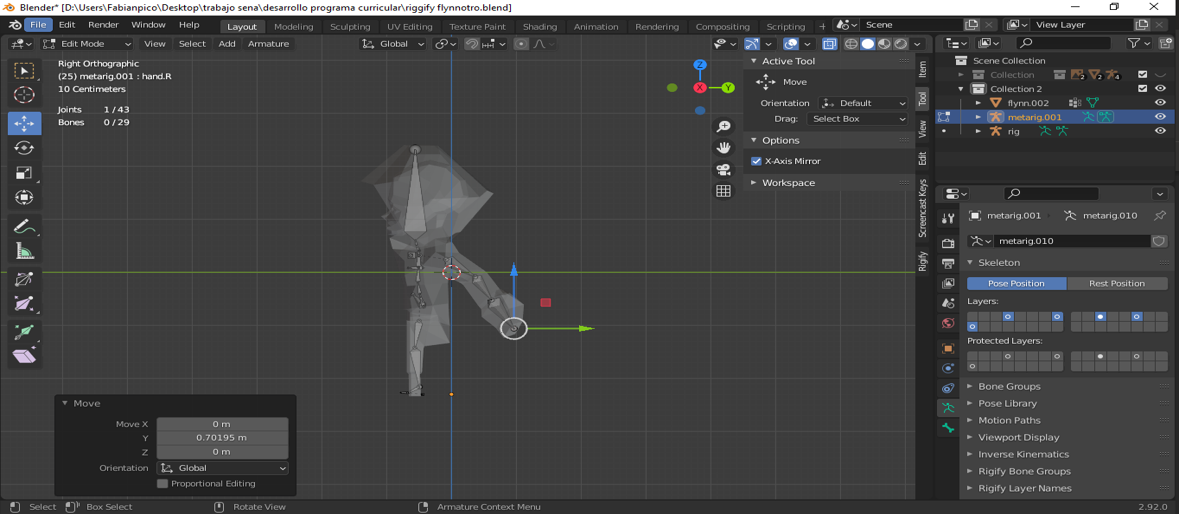 Blender* [D:\Users\Fabianpico\Desktop\trabajo sena\desarrollo programa curricular\riggify flynnotro.blend]
File Edit Render Window Help Layout Modeling Sculpting UV Editing Texture Paint Shading Animation Rendering Compositing Scripting + Scene View Layer
Edit Mode View Select Add Armature Global
Right Orthographic
(25) metarig.001 : hand.R
10 Centimeters
Joints 1 / 43
Bones 0 / 29
Z
X
Y
Active Tool
Move
Orientation Default
Drag: Select Box
Options
X-Axis Mirror
Workspace
Item
Tool
View
Edit
Screencast Keys
Rigify
Scene Collection
Collection 2 2 4
Collection 2
flynn.002
metarig.001
rig
metarig.001 metarig.010
metarig.010
Skeleton
Pose Position Rest Position
Layers:
Protected Layers:
Bone Groups
Pose Library
Motion Paths
Viewport Display
Inverse Kinematics
Rigify Bone Groups
Rigify Layer Names
Move
Move X 0 m
Y 0.70195 m
Z 0 m
Orientation Global
Proportional Editing
Select Box Select Rotate View Armature Context Menu 2.92.0